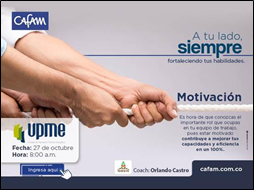 CAFAM
A tu lado,
siempre
fortaleciendo tus habilidades.
Motivación
Es hora de que conozcas el
importante rol que ocupas
en tu equipo de trabajo,
pues estar motivado
contribuye a mejorar tus
capacidades y eficiencia
en un 100%.
upme
Fecha: 27 de octubre
Hora: 8:00 a.m.
Ingresa aquí
Coach: Orlando Castro
cafam.com.co